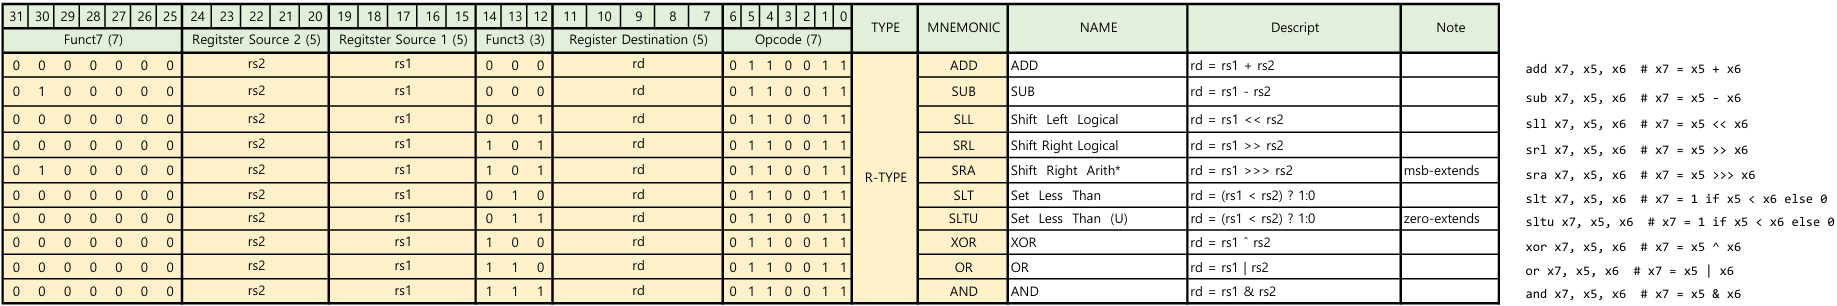 31 30 29 28 27 26 25 24 23 22 21 20 19 18 17 16 15 14 13 12 11 10 9 8 7 6 5 4 3 2 1 0 TYPE MNEMONIC NAME Descript Note
Funct7 (7) Regitster Source 2 (5) Regitster Source 1 (5) Funct3 (3) Register Destination (5) Opcode (7)
0 0 0 0 0 0 0 rs2 rs1 0 0 0 rd 0 1 1 0 0 1 1 ADD ADD rd = rs1 + rs2 add x7, x5, x6 # x7 = x5 + x6
0 1 0 0 0 0 0 rs2 rs1 0 0 0 rd 0 1 1 0 0 1 1 SUB SUB rd = rs1 - rs2 sub x7, x5, x6 # x7 = x5 - x6
0 0 0 0 0 0 0 rs2 rs1 0 0 1 rd 0 1 1 0 0 1 1 SLL Shift Left Logical rd = rs1 << rs2 sll x7, x5, x6 # x7 = x5 << x6
0 0 0 0 0 0 0 rs2 rs1 1 0 1 rd 0 1 1 0 0 1 1 SRL Shift Right Logical rd = rs1 >> rs2 srl x7, x5, x6 # x7 = x5 >> x6
0 1 0 0 0 0 0 rs2 rs1 1 0 1 rd 0 1 1 0 0 1 1 R-TYPE SRA Shift Right Arith* rd = rs1 >>> rs2 msb-extends sra x7, x5, x6 # x7 = x5 >>> x6
0 0 0 0 0 0 0 rs2 rs1 0 1 0 rd 0 1 1 0 0 1 1 SLT Set Less Than rd = (rs1 < rs2) ? 1:0 slt x7, x5, x6 # x7 = 1 if x5 < x6 else 0
0 0 0 0 0 0 0 rs2 rs1 0 1 1 rd 0 1 1 0 0 1 1 SLTU Set Less Than (U) rd = (rs1 < rs2) ? 1:0 zero-extends sltu x7, x5, x6 # x7 = 1 if x5 < x6 else 0
0 0 0 0 0 0 0 rs2 rs1 1 0 0 rd 0 1 1 0 0 1 1 XOR XOR rd = rs1 ^ rs2 xor x7, x5, x6 # x7 = x5 ^ x6
0 0 0 0 0 0 0 rs2 rs1 1 1 0 rd 0 1 1 0 0 1 1 OR OR rd = rs1 | rs2 or x7, x5, x6 # x7 = x5 | x6
0 0 0 0 0 0 0 rs2 rs1 1 1 1 rd 0 1 1 0 0 1 1 AND AND rd = rs1 & rs2 and x7, x5, x6 # x7 = x5 & x6